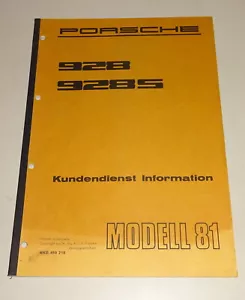 PORSCHE
928
928S
Kundendienst Information
MODELL 81